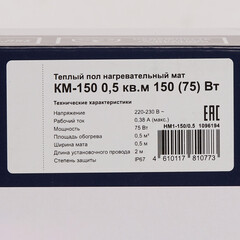 Теплый пол нагревательный мат
КМ-150 0,5 кв.м 150 (75) Вт
Технические характеристики
Напряжение 220-230 В ~
Рабочий ток 0.38 А (макс.)
Мощность 75 Вт
Площадь обогрева 0,5 м²
Ширина мата 0,5 м
Длина установочного провода 2 м
Степень защиты IP67
EAC
НМ1-150/0,5 1096194
4 610117 810773